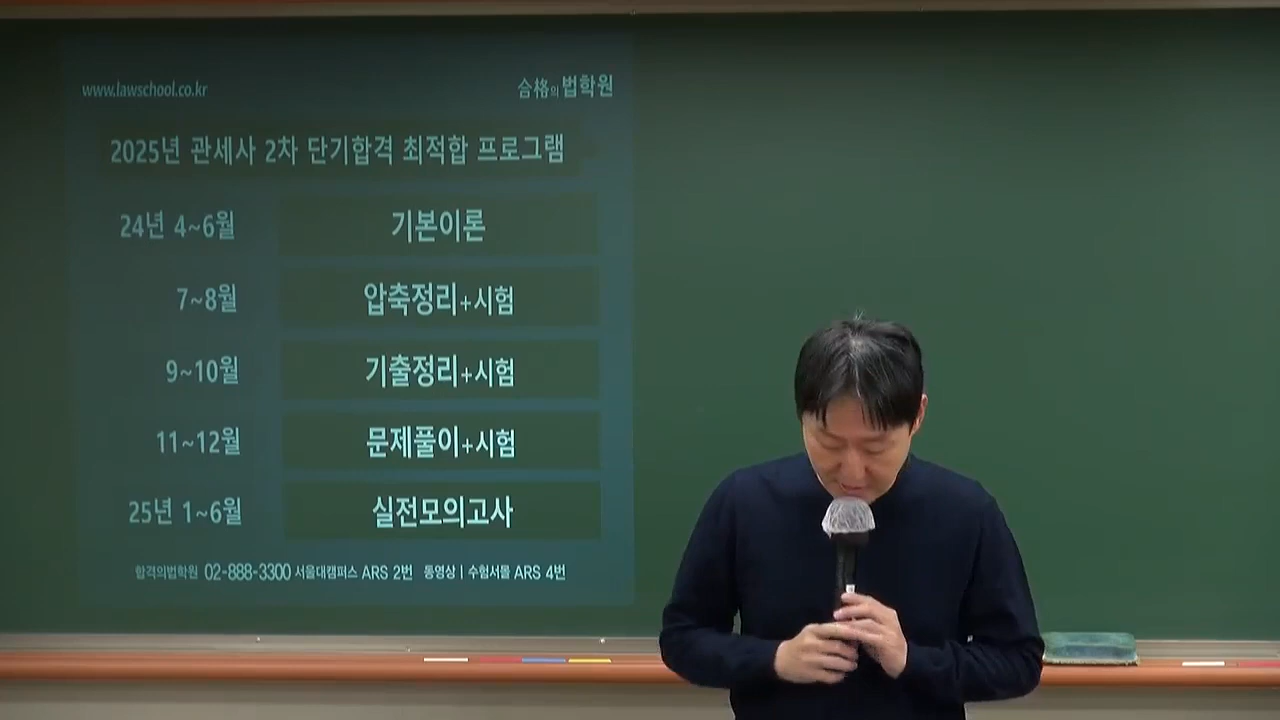 www.lawschool.co.kr
合格의법학원
2025년 관세사 2차 단기합격 최적합 프로그램
24년 4~6월 기본이론
7~8월 압축정리+시험
9~10월 기출정리+시험
11~12월 문제풀이+시험
25년 1~6월 실전모의고사
합격의법학원 02-888-3300 서울대캠퍼스 ARS 2번 동영상 | 수험서몰 ARS 4번